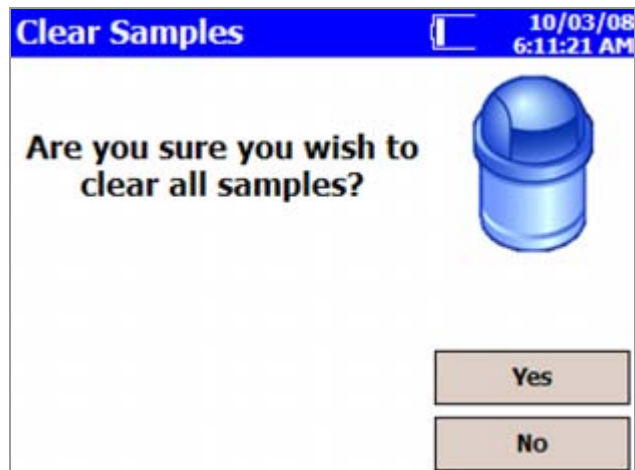 Clear Samples
10/03/08
6:11:21 AM
Are you sure you wish to
clear all samples?
Yes
No